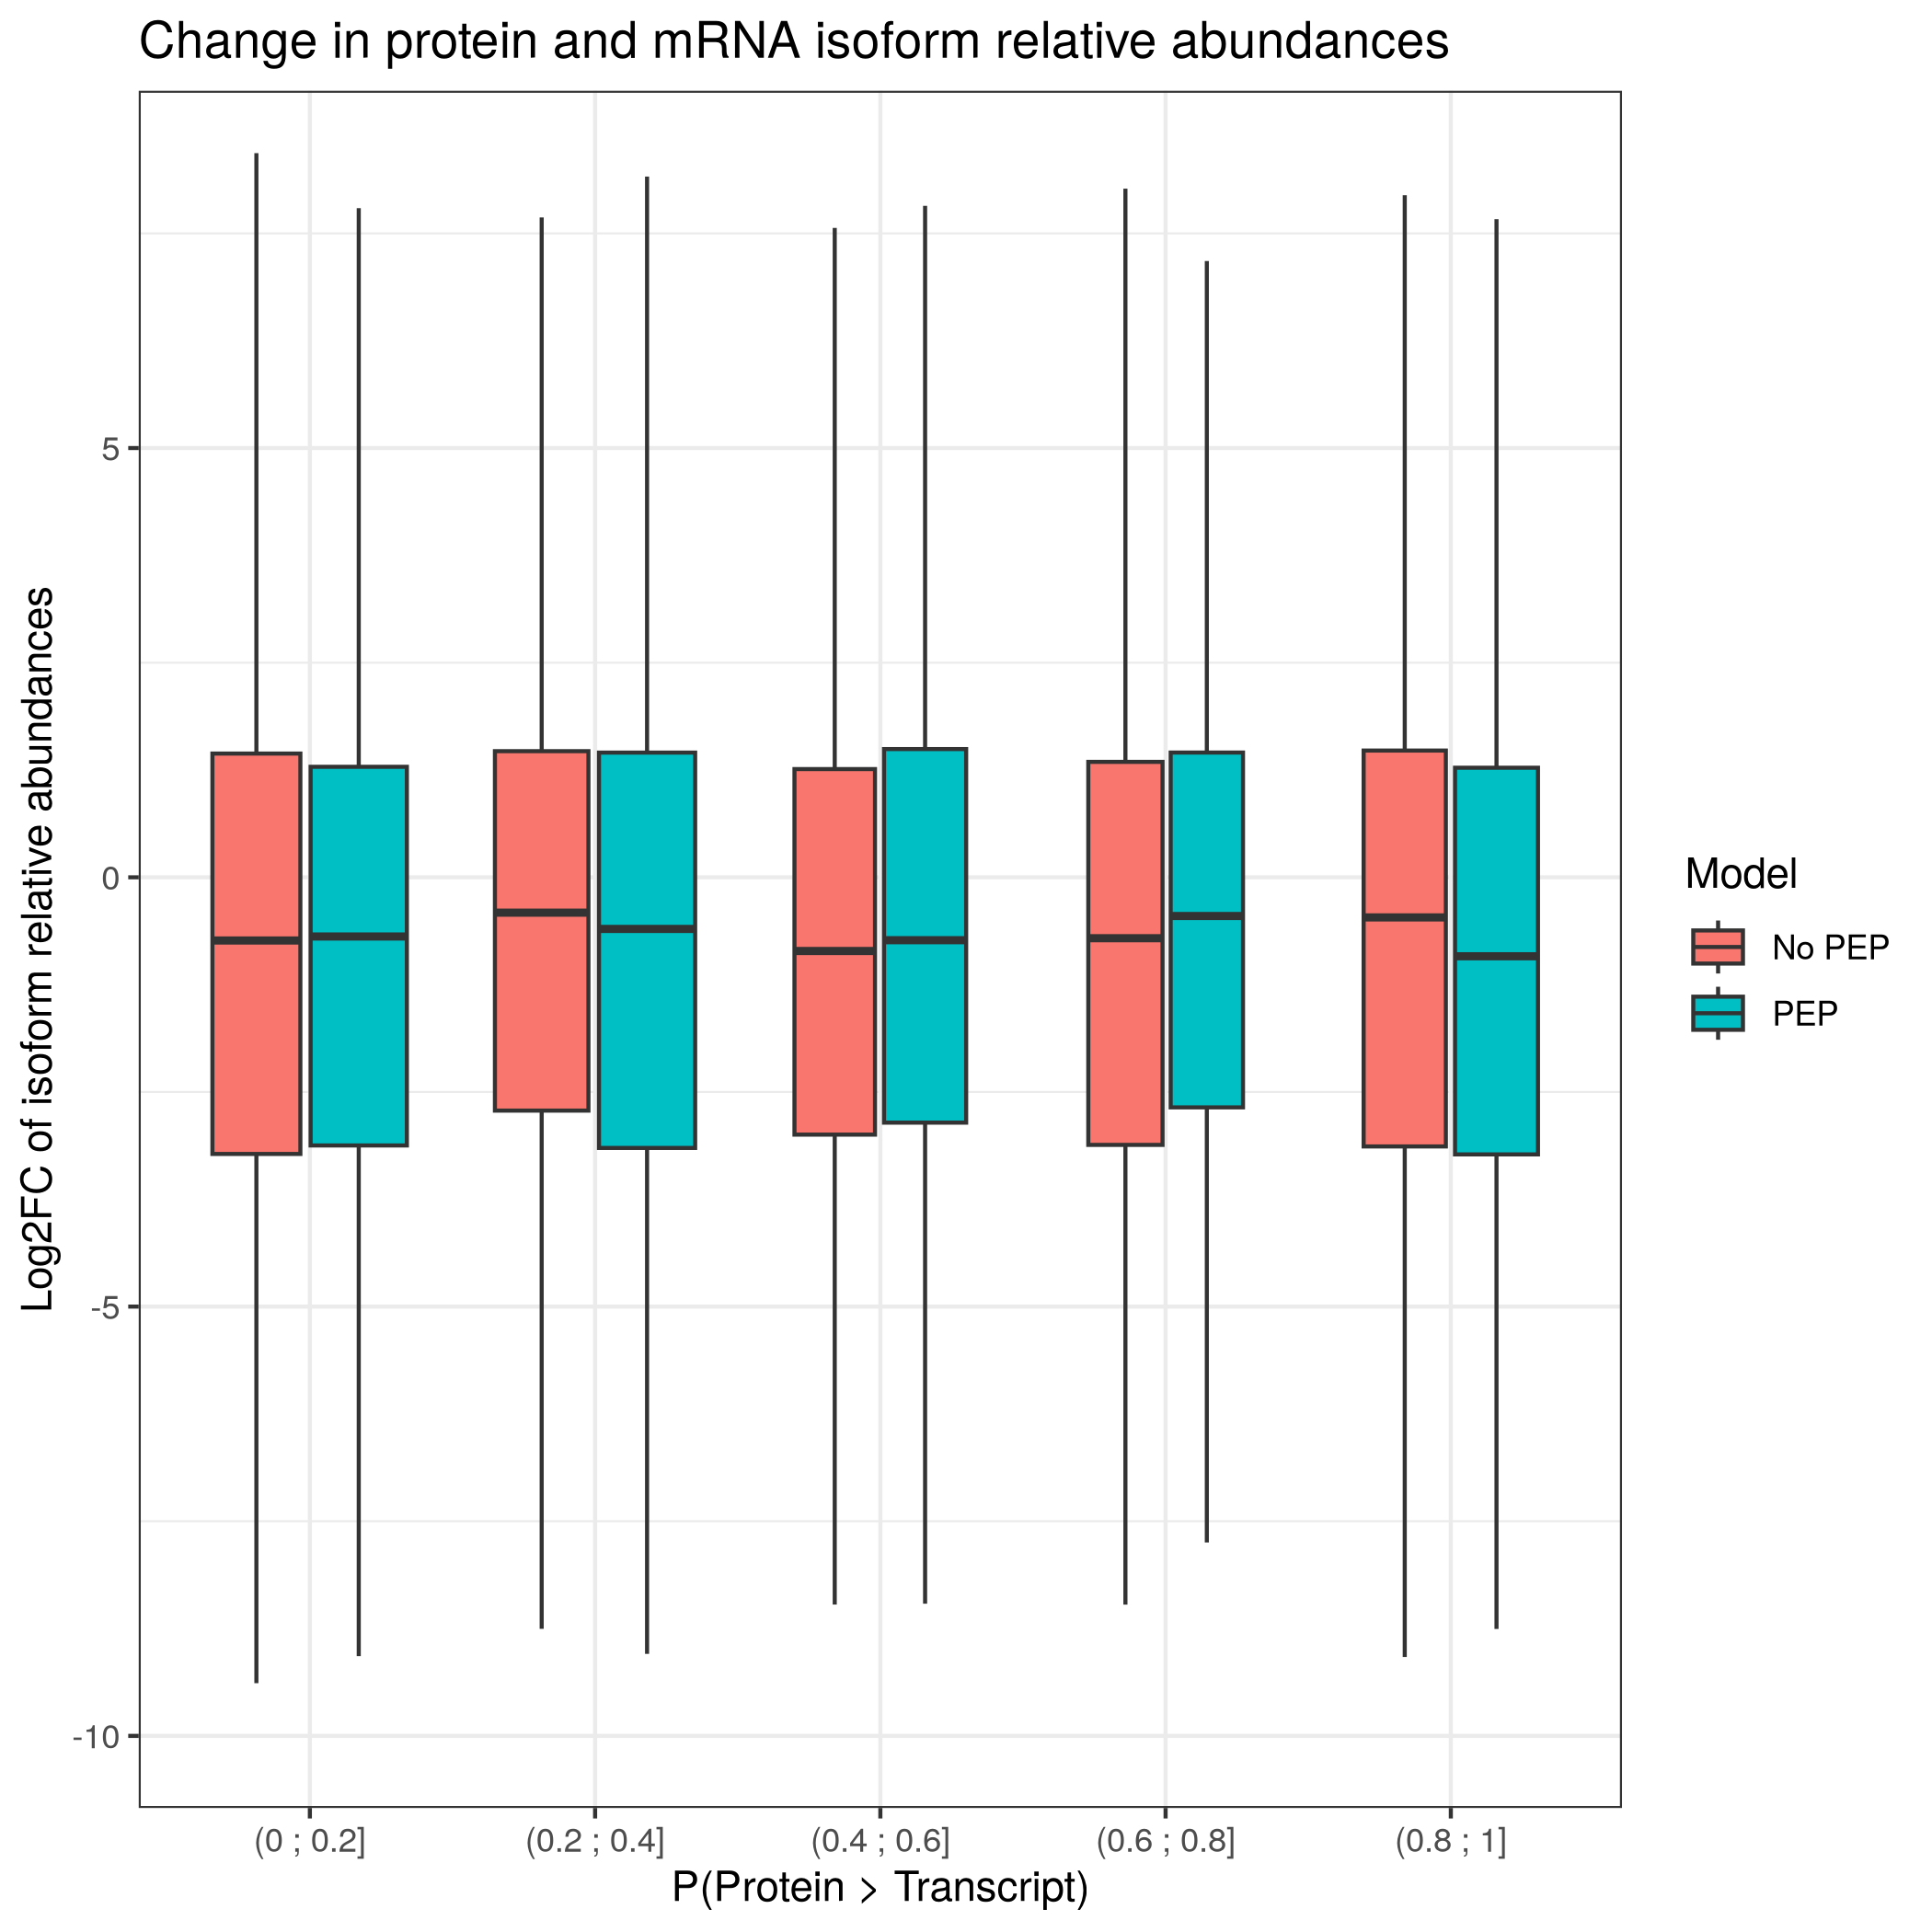 Change in protein and mRNA isoform relative abundances
Log2FC of isoform relative abundances
5
0
-5
-10
(0 ; 0.2]
(0.2 ; 0.4]
(0.4 ; 0.6]
(0.6 ; 0.8]
(0.8 ; 1]
P(Protein > Transcript)
Model
No PEP
PEP